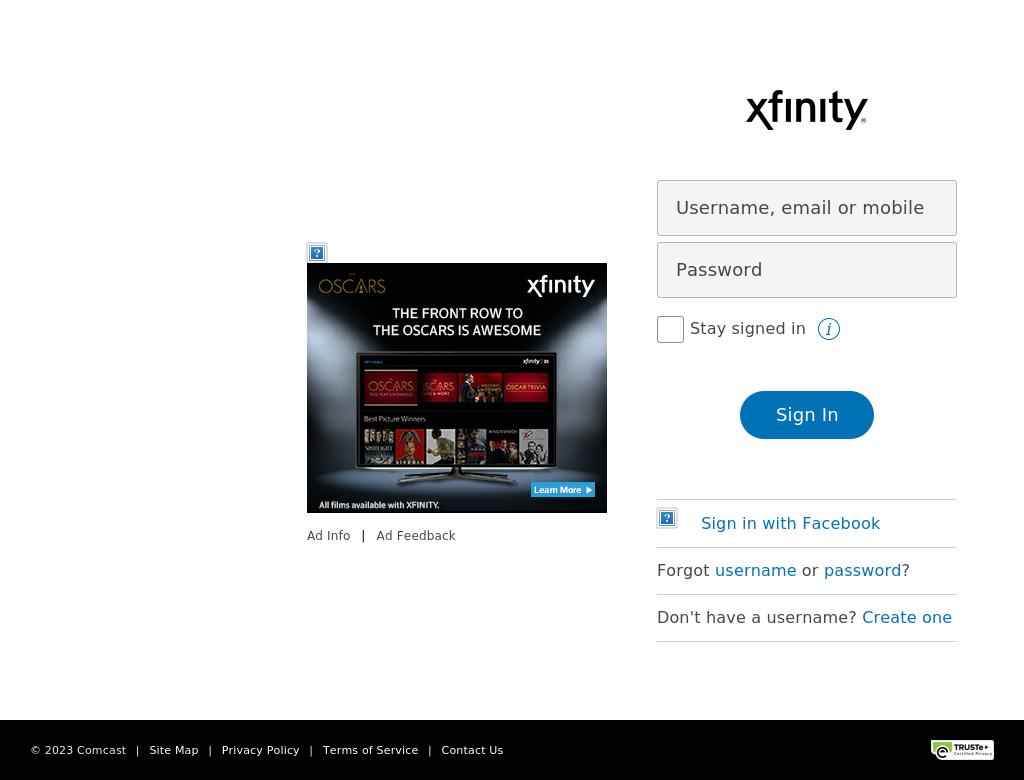 xfinity
Username, email or mobile
Password
Stay signed in
Sign In
OSCARS
xfinity
THE FRONT ROW TO
THE OSCARS IS AWESOME
xfinity
OSCARS
OSCARS
OSCAR TRIVIA
Best Picture Winners
SPOTLIGHT
BIRDMAN
Learn More
All films available with XFINITY.
Ad Info | Ad Feedback
Sign in with Facebook
Forgot username or password?
Don't have a username? Create one
© 2023 Comcast | Site Map | Privacy Policy | Terms of Service | Contact Us
TRUSTe
Certified Privacy